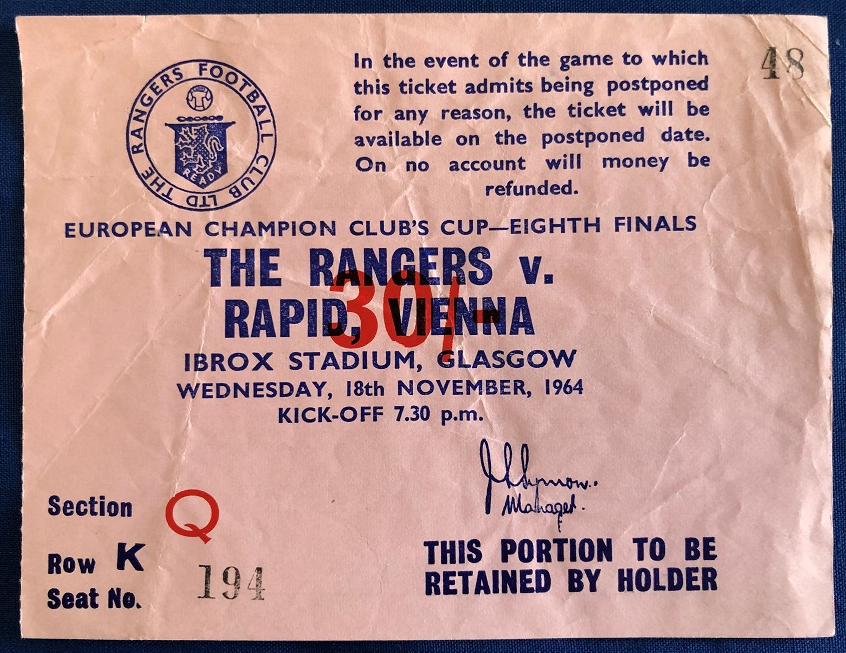 THE RANGERS FOOTBALL CLUB LTD
READY
In the event of the game to which
this ticket admits being postponed
for any reason, the ticket will be
available on the postponed date.
On no account will money be
refunded.
48
EUROPEAN CHAMPION CLUB'S CUP—EIGHTH FINALS
THE RANGERS v.
30/-
RAPID, VIENNA
IBROX STADIUM, GLASGOW
WEDNESDAY, 18th NOVEMBER, 1964
KICK-OFF 7.30 p.m.
J. S. Symon.
Manager.
Section Q
Row K
Seat No. 194
THIS PORTION TO BE
RETAINED BY HOLDER